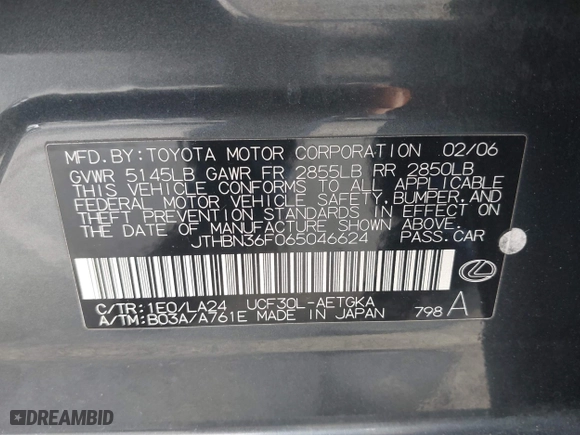 MFD.BY:TOYOTA MOTOR CORPORATION 02/06
GVWR 5145LB GAWR FR 2855LB RR 2850LB
THIS VEHICLE CONFORMS TO ALL APPLICABLE
FEDERAL MOTOR VEHICLE SAFETY,BUMPER,AND
THEFT PREVENTION STANDARDS IN EFFECT ON
THE DATE OF MANUFACTURE SHOWN ABOVE.
JTHBN36F065046624 PASS.CAR
C/TR:1E0/LA24 UCF30L-AETGKA
A/TM:B03A/A761E MADE IN JAPAN 798 A
DREAMBID